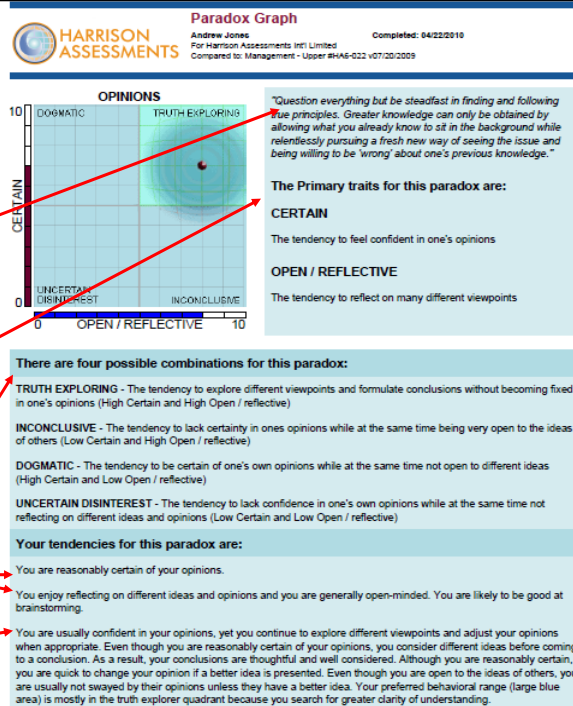 HARRISON
ASSESSMENTS
Paradox Graph
Andrew Jones Completed: 04/22/2010
For Harrison Assessments Int'l Limited
Compared to: Management - Upper #HA6-022 v07/20/2009
OPINIONS
10 DOGMATIC TRUTH EXPLORING
CERTAIN
UNCERTAIN
0 DISINTEREST INCONCLUSIVE
0 OPEN / REFLECTIVE 10
"Question everything but be steadfast in finding and following
true principles. Greater knowledge can only be obtained by
allowing what you already know to sit in the background while
relentlessly pursuing a fresh new way of seeing the issue and
being willing to be 'wrong' about one's previous knowledge."
The Primary traits for this paradox are:
CERTAIN
The tendency to feel confident in one's opinions
OPEN / REFLECTIVE
The tendency to reflect on many different viewpoints
There are four possible combinations for this paradox:
TRUTH EXPLORING - The tendency to explore different viewpoints and formulate conclusions without becoming fixed
in one's opinions (High Certain and High Open / reflective)
INCONCLUSIVE - The tendency to lack certainty in ones opinions while at the same time being very open to the ideas
of others (Low Certain and High Open / reflective)
DOGMATIC - The tendency to be certain of one's own opinions while at the same time not open to different ideas
(High Certain and Low Open / reflective)
UNCERTAIN DISINTEREST - The tendency to lack confidence in one's own opinions while at the same time not
reflecting on different ideas and opinions (Low Certain and Low Open / reflective)
Your tendencies for this paradox are:
You are reasonably certain of your opinions.
You enjoy reflecting on different ideas and opinions and you are generally open-minded. You are likely to be good at
brainstorming.
You are usually confident in your opinions, yet you continue to explore different viewpoints and adjust your opinions
when appropriate. Even though you are reasonably certain of your opinions, you consider different ideas before coming
to a conclusion. As a result, your conclusions are thoughtful and well considered. Although you are reasonably certain,
you are quick to change your opinion if a better idea is presented. Even though you are open to the ideas of others, you
are usually not swayed by their opinions unless they have a better idea. Your preferred behavioral range (large blue
area) is mostly in the truth explorer quadrant because you search for greater clarity of understanding.